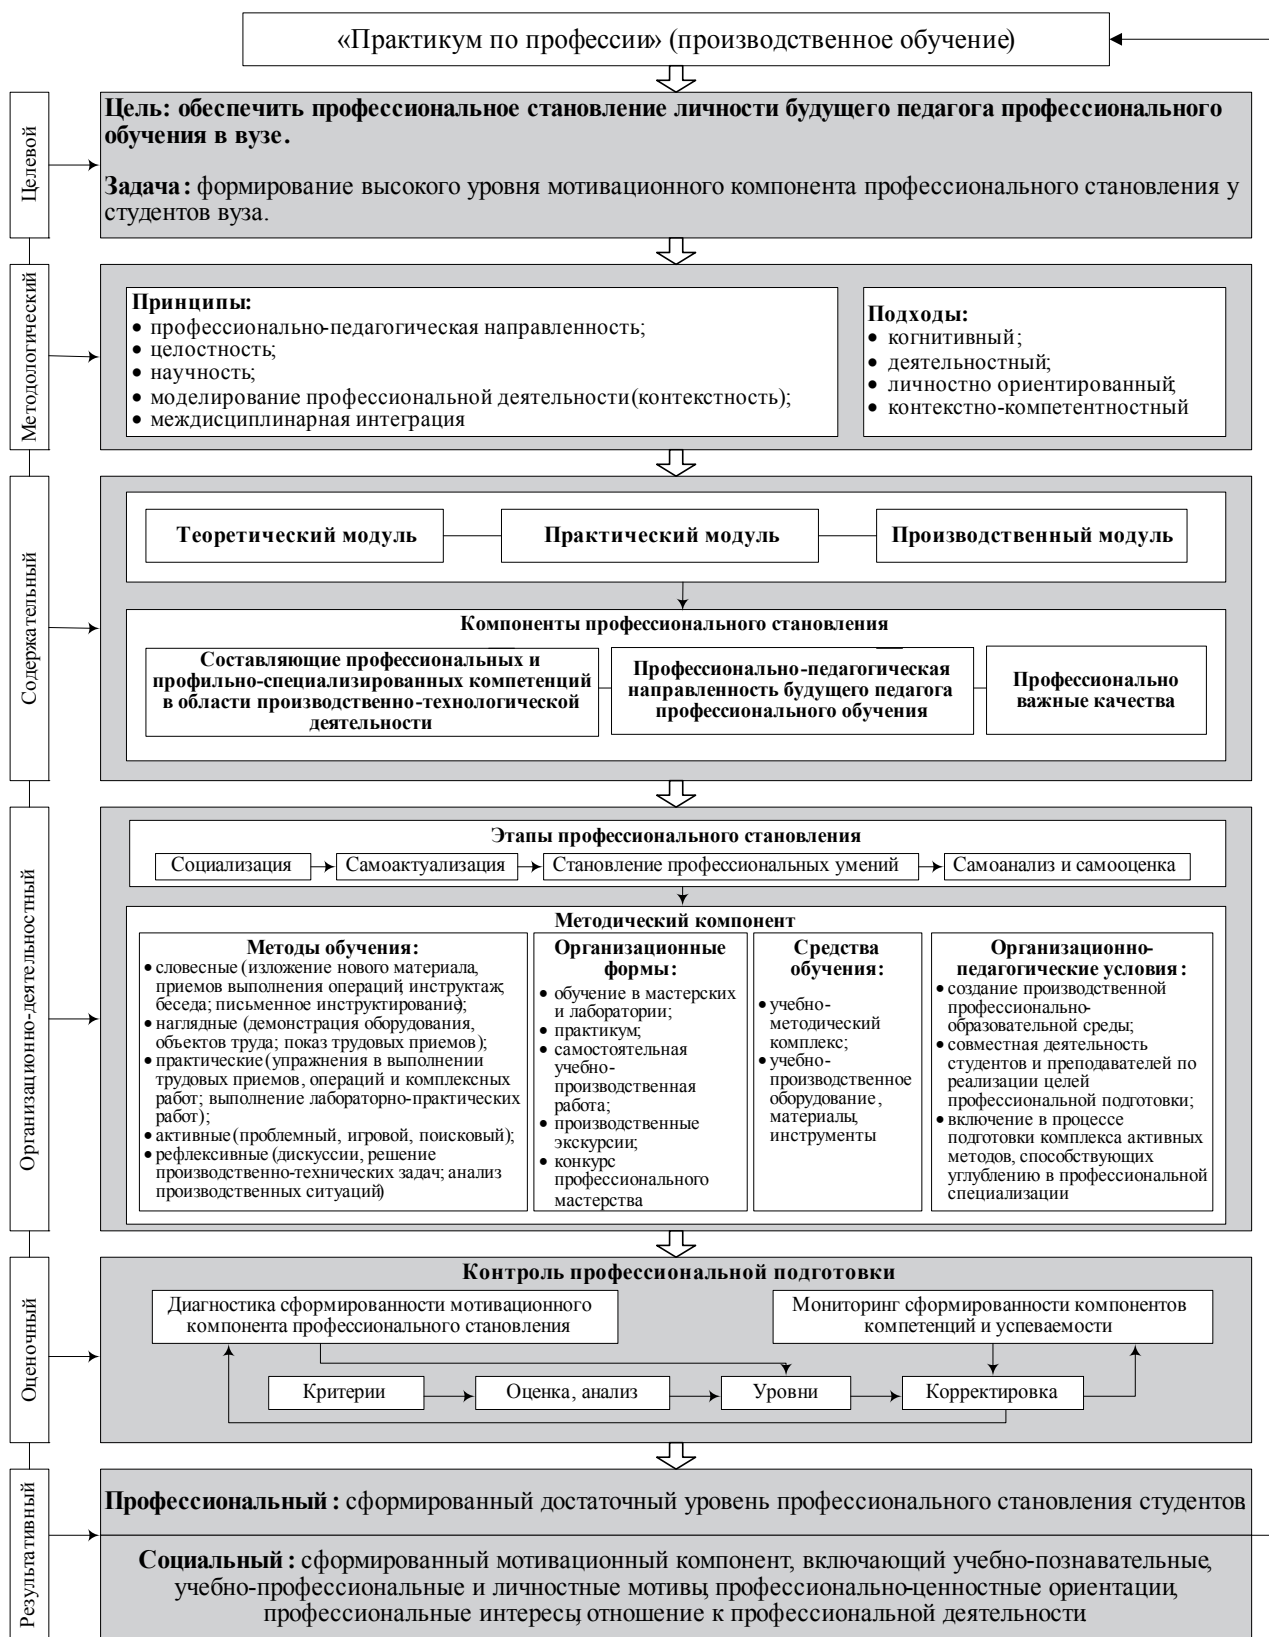 «Практикум по профессии» (производственное обучение)
Целевой
Цель: обеспечить профессиональное становление личности будущего педагога профессионального
обучения в вузе.
Задача: формирование высокого уровня мотивационного компонента профессионального становления у
студентов вуза.
Методологический
Принципы:
• профессионально-педагогическая направленность;
• целостность;
• научность;
• моделирование профессиональной деятельности (контекстность);
• междисциплинарная интеграция
Подходы:
• когнитивный;
• деятельностный;
• личностно ориентированный;
• контекстно-компетентностный
Содержательный
Теоретический модуль
Практический модуль
Производственный модуль
Компоненты профессионального становления
Составляющие профессиональных и
профильно-специализированных компетенций
в области производственно-технологической
деятельности
Профессионально-педагогическая
направленность будущего педагога
профессионального обучения
Профессионально
важные качества
Организационно-деятельностный
Этапы профессионального становления
Социализация
Самоактуализация
Становление профессиональных умений
Самоанализ и самооценка
Методический компонент
Методы обучения:
• словесные (изложение нового материала,
приемов выполнения операций, инструктаж;
беседа; письменное инструктирование);
• наглядные (демонстрация оборудования,
объектов труда; показ трудовых приемов);
• практические (упражнения в выполнении
трудовых приемов, операций и комплексных
работ; выполнение лабораторно-практических
работ);
• активные (проблемный, игровой, поисковый);
• рефлексивные (дискуссии, решение
производственно-технических задач; анализ
производственных ситуаций)
Организационные
формы:
• обучение в мастерских
и лаборатории;
• практикум;
• самостоятельная
учебно-
производственная
работа;
• производственные
экскурсии;
• конкурс
профессионального
мастерства
Средства
обучения:
• учебно-
методический
комплекс;
• учебно-
производственное
оборудование,
материалы,
инструменты
Организационно-
педагогические условия:
• создание производственной
профессионально-
образовательной среды;
• совместная деятельность
студентов и преподавателей по
реализации целей
профессиональной подготовки;
• включение в процессе
подготовки комплекса активных
методов, способствующих
углублению в профессиональной
специализации
Оценочный
Контроль профессиональной подготовки
Диагностика сформированности мотивационного
компонента профессионального становления
Мониторинг сформированности компонентов
компетенций и успеваемости
Критерии
Оценка, анализ
Уровни
Корректировка
Результативный
Профессиональный: сформированный достаточный уровень профессионального становления студентов
Социальный: сформированный мотивационный компонент, включающий учебно-познавательные,
учебно-профессиональные и личностные мотивы, профессионально-ценностные ориентации,
профессиональные интересы, отношение к профессиональной деятельности